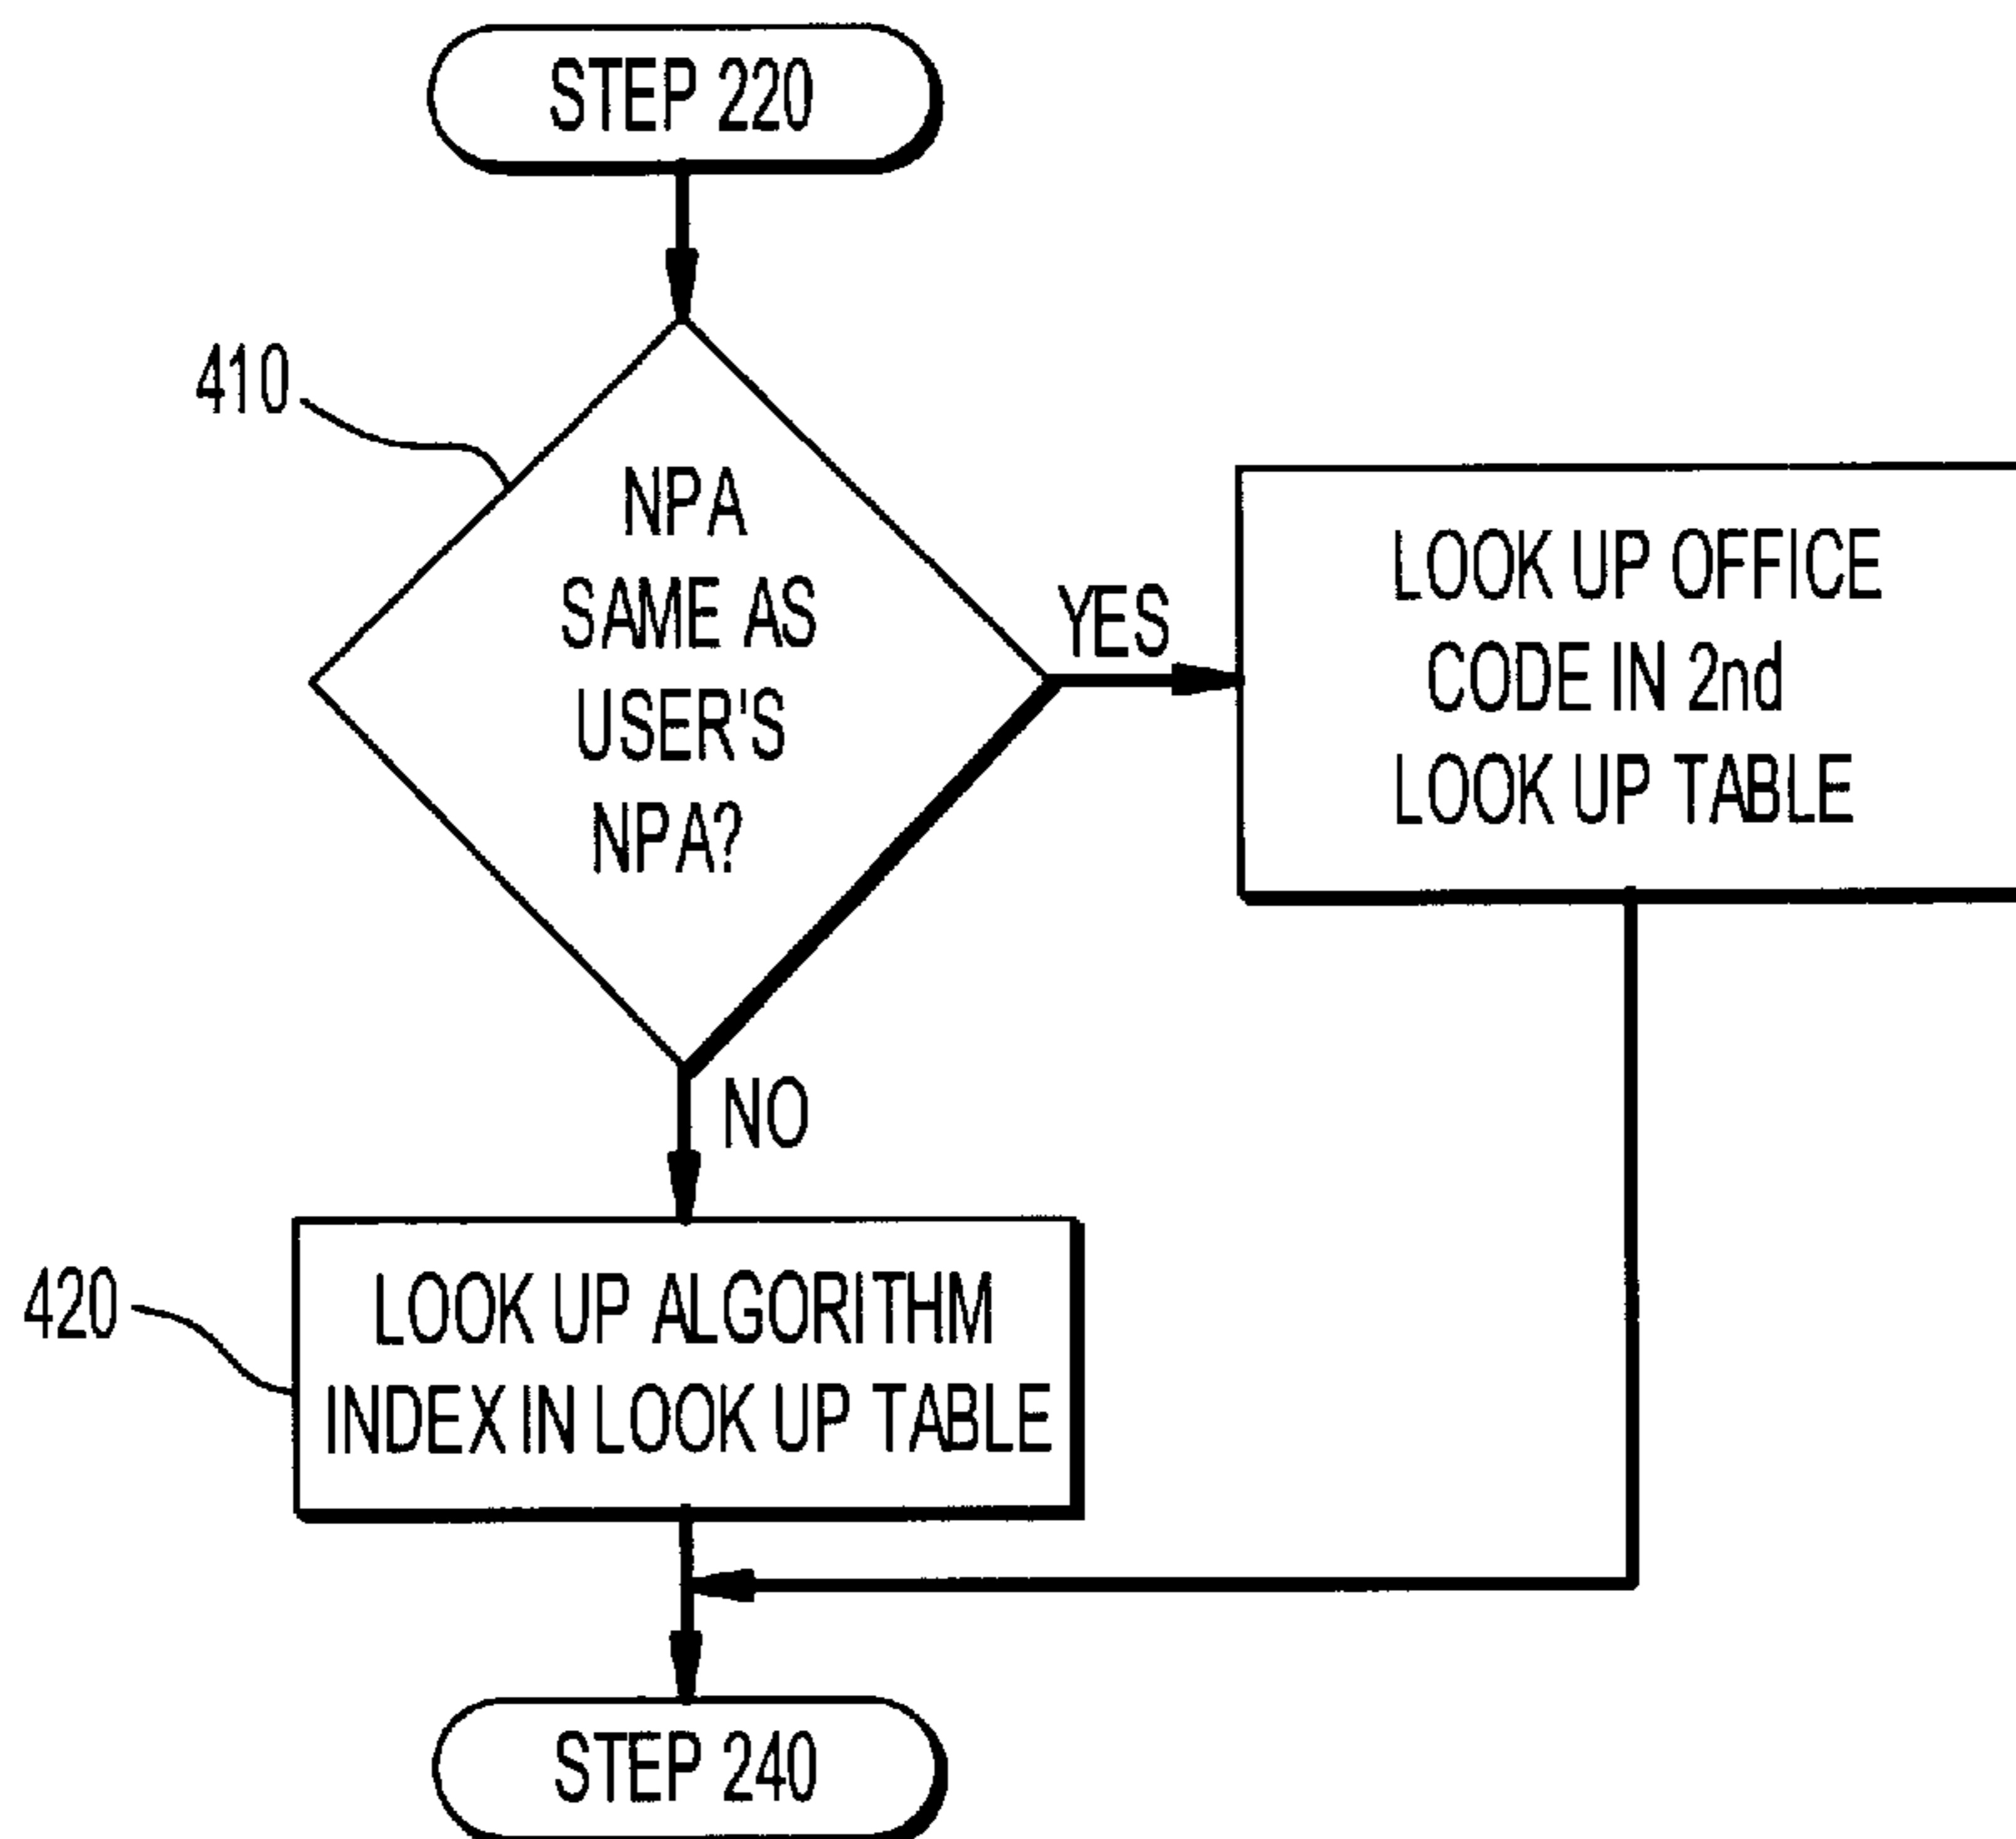 STEP 220
410
NPA
SAME AS
USER'S
NPA?
YES
LOOK UP OFFICE
CODE IN 2nd
LOOK UP TABLE
NO
420
LOOK UP ALGORITHM
INDEX IN LOOK UP TABLE
STEP 240